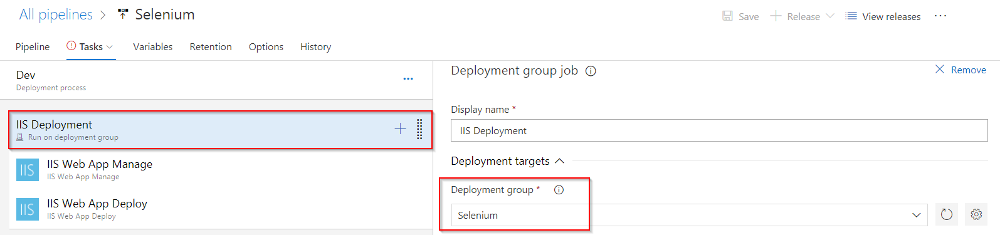 All pipelines > Selenium
Save Release View releases ...
Pipeline Tasks Variables Retention Options History
Dev
Deployment process
IIS Deployment
Run on deployment group
IIS IIS Web App Manage
IIS Web App Manage
IIS IIS Web App Deploy
IIS Web App Deploy
Deployment group job
Remove
Display name *
IIS Deployment
Deployment targets
Deployment group *
Selenium